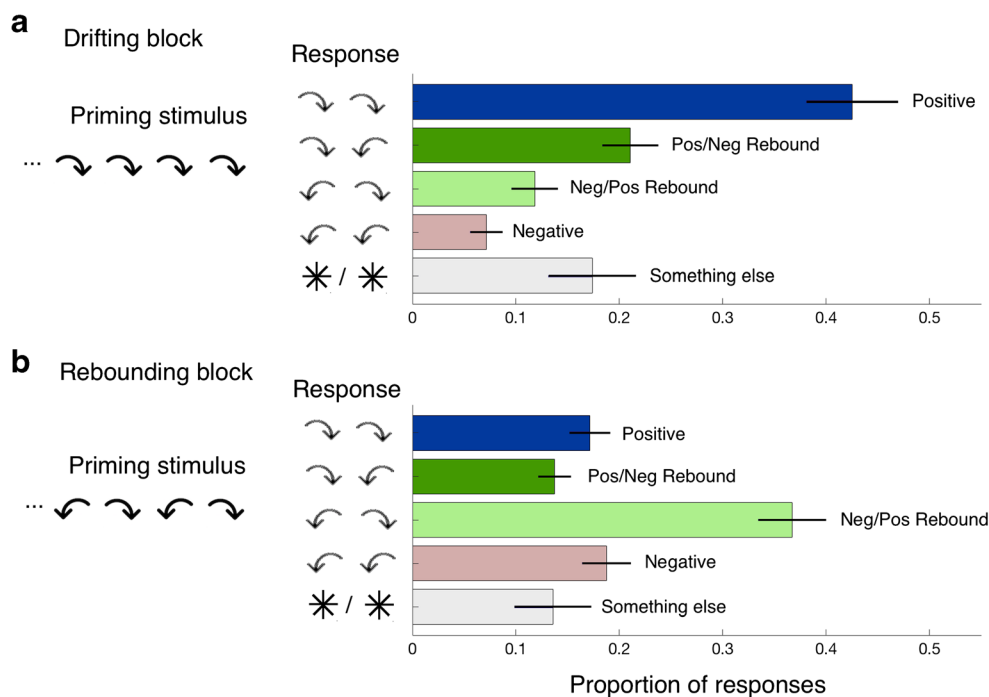 a
Drifting block
Response
Priming stimulus
...
Positive
Pos/Neg Rebound
Neg/Pos Rebound
Negative
/
Something else
0 0.1 0.2 0.3 0.4 0.5
b
Rebounding block
Response
Priming stimulus
...
Positive
Pos/Neg Rebound
Neg/Pos Rebound
Negative
/
Something else
0 0.1 0.2 0.3 0.4 0.5
Proportion of responses